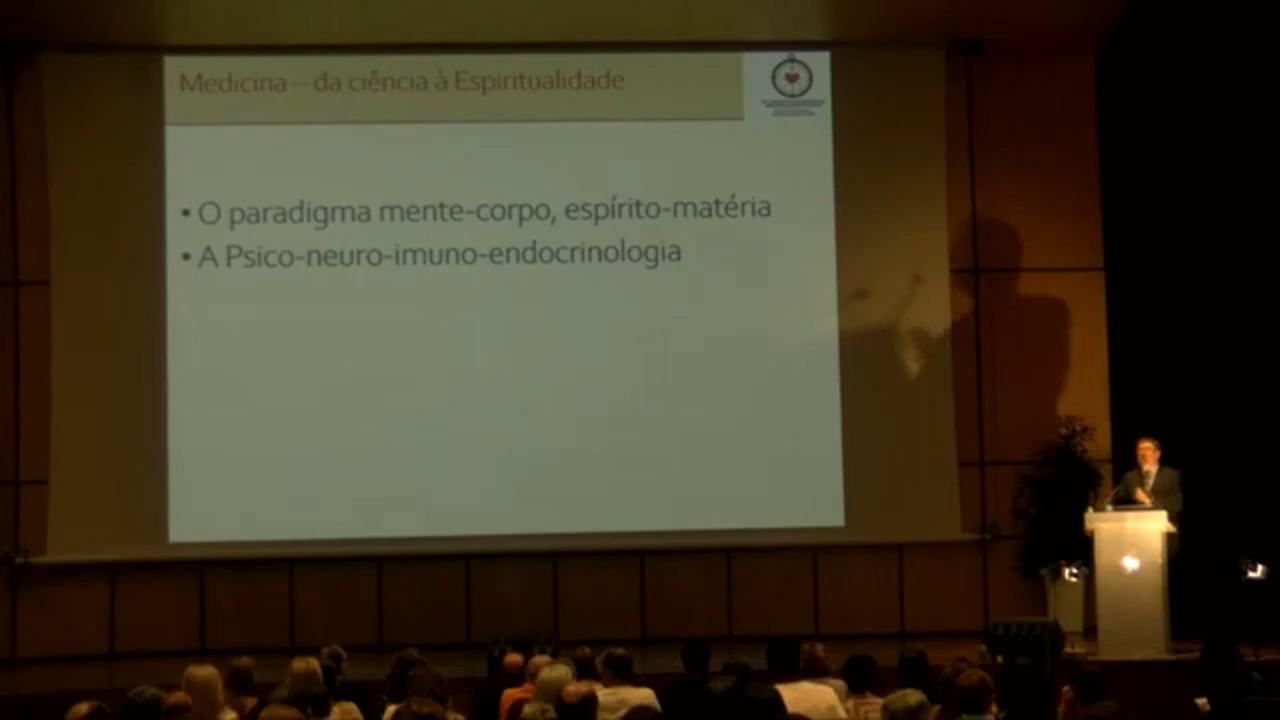 Medicina – da ciência à Espiritualidade
• O paradigma mente-corpo, espírito-matéria
• A Psico-neuro-imuno-endocrinologia